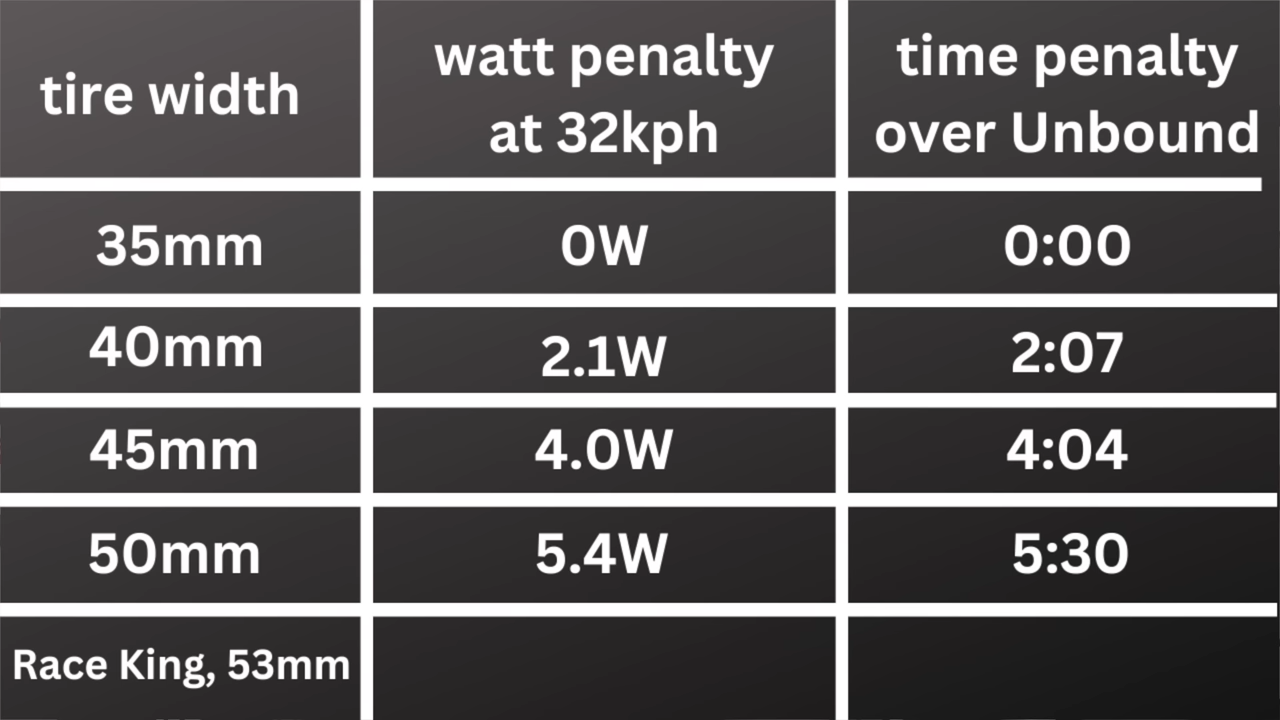 tire width
watt penalty
at 32kph
time penalty
over Unbound
35mm
0W
0:00
40mm
2.1W
2:07
45mm
4.0W
4:04
50mm
5.4W
5:30
Race King, 53mm